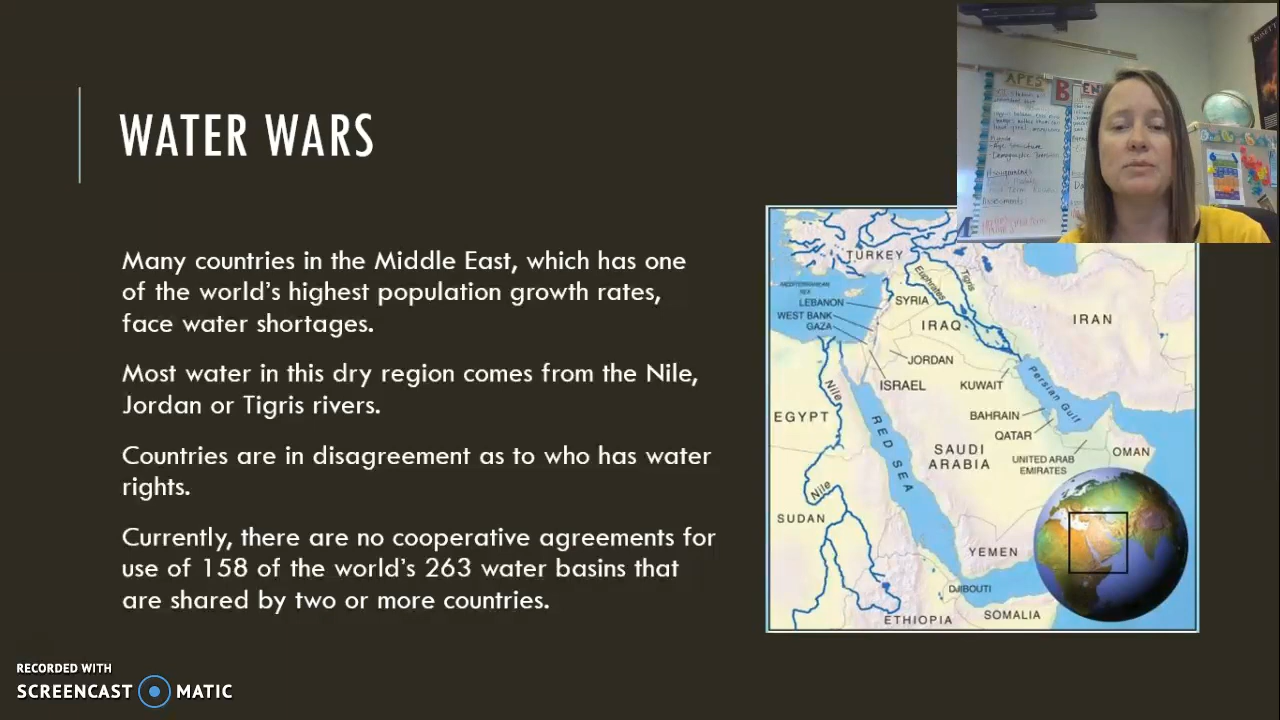 WATER WARS
Many countries in the Middle East, which has one
of the world's highest population growth rates,
face water shortages.
Most water in this dry region comes from the Nile,
Jordan or Tigris rivers.
Countries are in disagreement as to who has water
rights.
Currently, there are no cooperative agreements for
use of 158 of the world's 263 water basins that
are shared by two or more countries.
APES
B
Age Structure
Assignments
TURKEY
MEDITERRANEAN
SEA
Euphrates
Tigris
LEBANON
SYRIA
WEST BANK
GAZA
IRAQ
IRAN
JORDAN
ISRAEL
KUWAIT
Persian Gulf
Nile
EGYPT
RED SEA
BAHRAIN
QATAR
SAUDI
ARABIA
UNITED ARAB
EMIRATES
OMAN
Nile
SUDAN
YEMEN
DJIBOUTI
ETHIOPIA
SOMALIA
RECORDED WITH
SCREENCAST MATIC